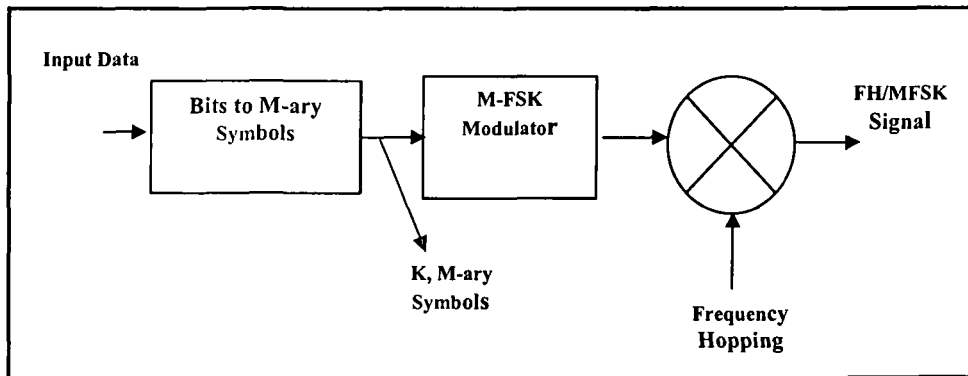 Input Data
Bits to M-ary
Symbols
M-FSK
Modulator
FH/MFSK
Signal
K, M-ary
Symbols
Frequency
Hopping